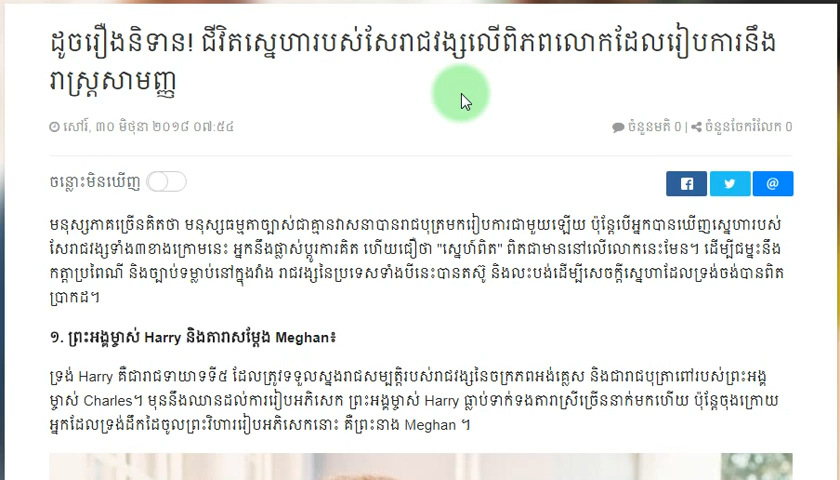 ដូចរឿងនិទាន! ជីវិតស្នេហារបស់សែរាជវង្សលើពិភពលោកដែលរៀបការនឹង
រាស្ត្រសាមញ្ញ
សៅរ៍, ៣០ មិថុនា ២០១៨ ០៧:៥៤
ចំនួនមតិ 0 | ចំនួនចែករំលែក 0
ចន្លោះមិនឃើញ
មនុស្សភាគច្រើនគិតថា មនុស្សធម្មតាច្បាស់ជាគ្មានវាសនាបានរាជបុត្រមករៀបការជាមួយឡើយ ប៉ុន្តែបើអ្នកបានឃើញស្នេហារបស់
សែរាជវង្សទាំង៣ខាងក្រោមនេះ អ្នកនឹងផ្លាស់ប្តូរការគិត ហើយជឿថា "ស្នេហ៍ពិត" ពិតជាមាននៅលើលោកនេះមែន។ ដើម្បីជម្នះនឹង
កត្តាប្រពៃណី និងច្បាប់ទម្លាប់នៅក្នុងវាំង រាជវង្សនៃប្រទេសទាំងបីនេះបានតស៊ូ និងលះបង់ដើម្បីសេចក្តីស្នេហាដែលទ្រង់ចង់បានពិត
ប្រាកដ។
១. ព្រះអង្គម្ចាស់ Harry និងតារាសម្តែង Meghan៖
ទ្រង់ Harry គឺជារាជទាយាទទី៥ ដែលត្រូវទទួលស្នងរាជសម្បត្តិរបស់រាជវង្សនៃចក្រភពអង់គ្លេស និងជារាជបុត្រាពៅរបស់ព្រះអង្គ
ម្ចាស់ Charles។ មុននឹងឈានដល់ការរៀបអភិសេក ព្រះអង្គម្ចាស់ Harry ធ្លាប់ទាក់ទងតារាស្រីច្រើននាក់មកហើយ ប៉ុន្តែចុងក្រោយ
អ្នកដែលទ្រង់ដឹកដៃចូលព្រះវិហាររៀបអភិសេកនោះ គឺព្រះនាង Meghan ។